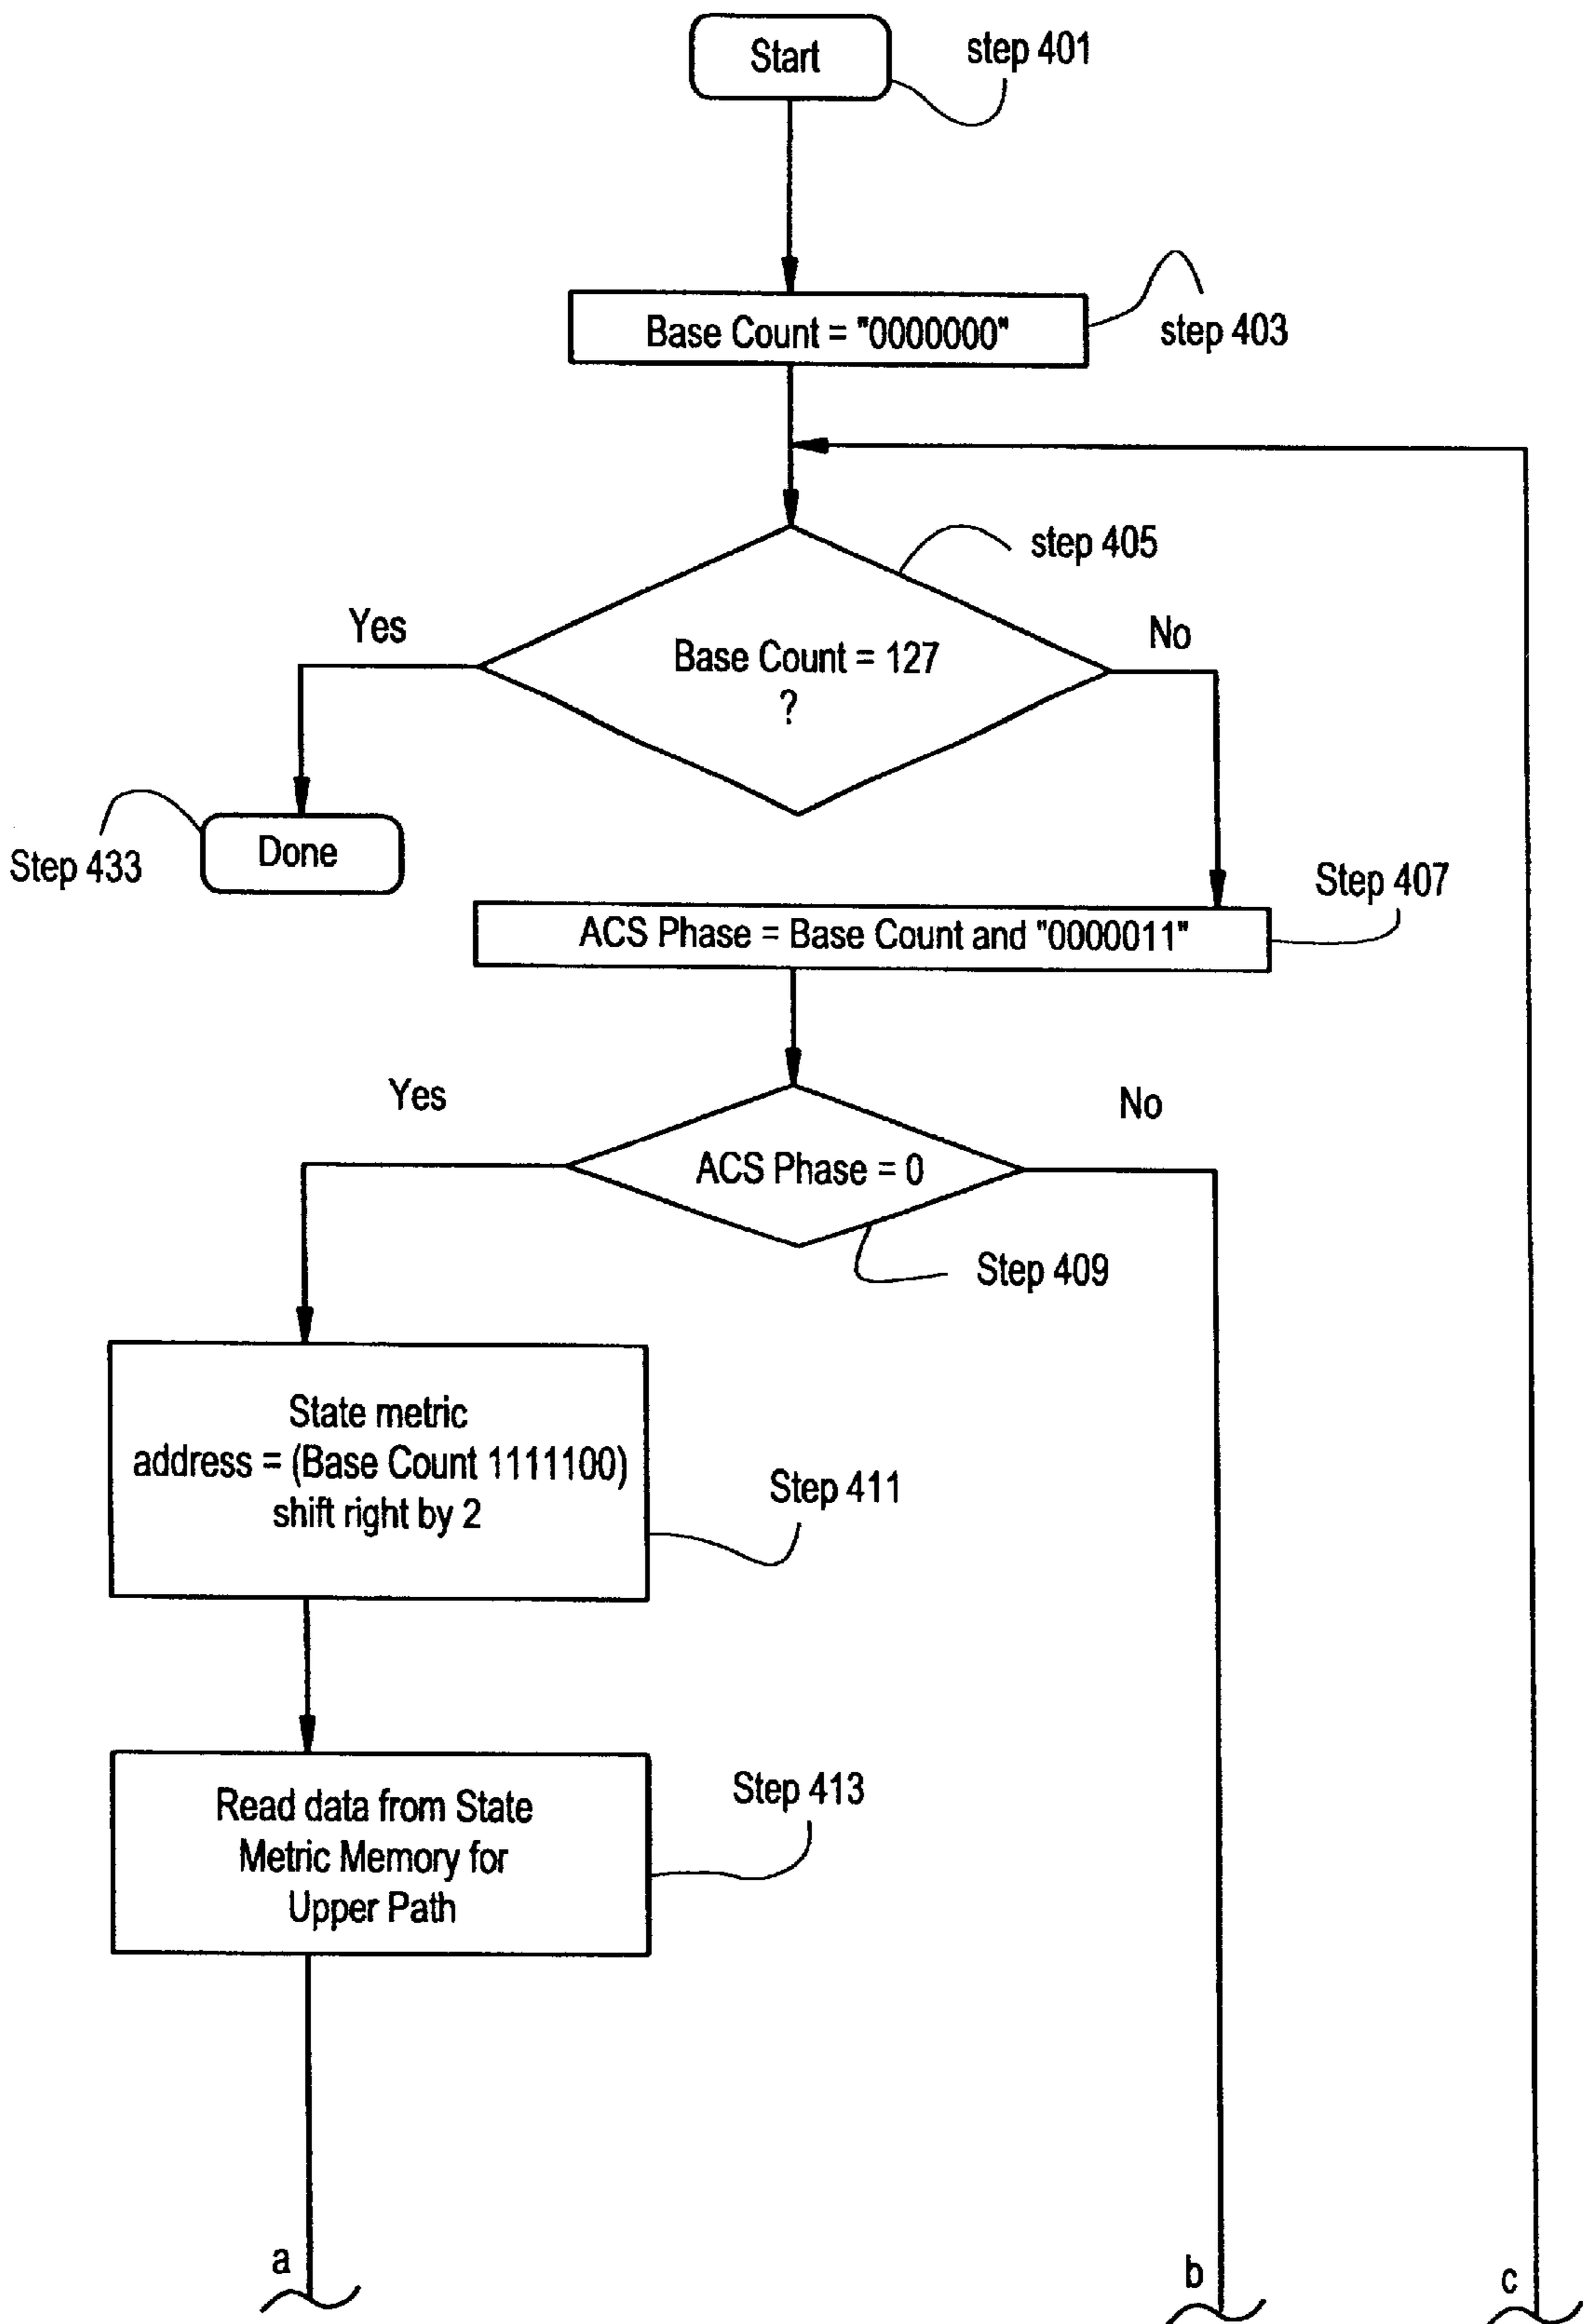 Start
step 401
Base Count = "0000000"
step 403
step 405
Yes
No
Base Count = 127
?
Step 433
Done
Step 407
ACS Phase = Base Count and "0000011"
Yes
No
ACS Phase = 0
Step 409
State metric
address = (Base Count 1111100)
shift right by 2
Step 411
Step 413
Read data from State
Metric Memory for
Upper Path
a
b
c